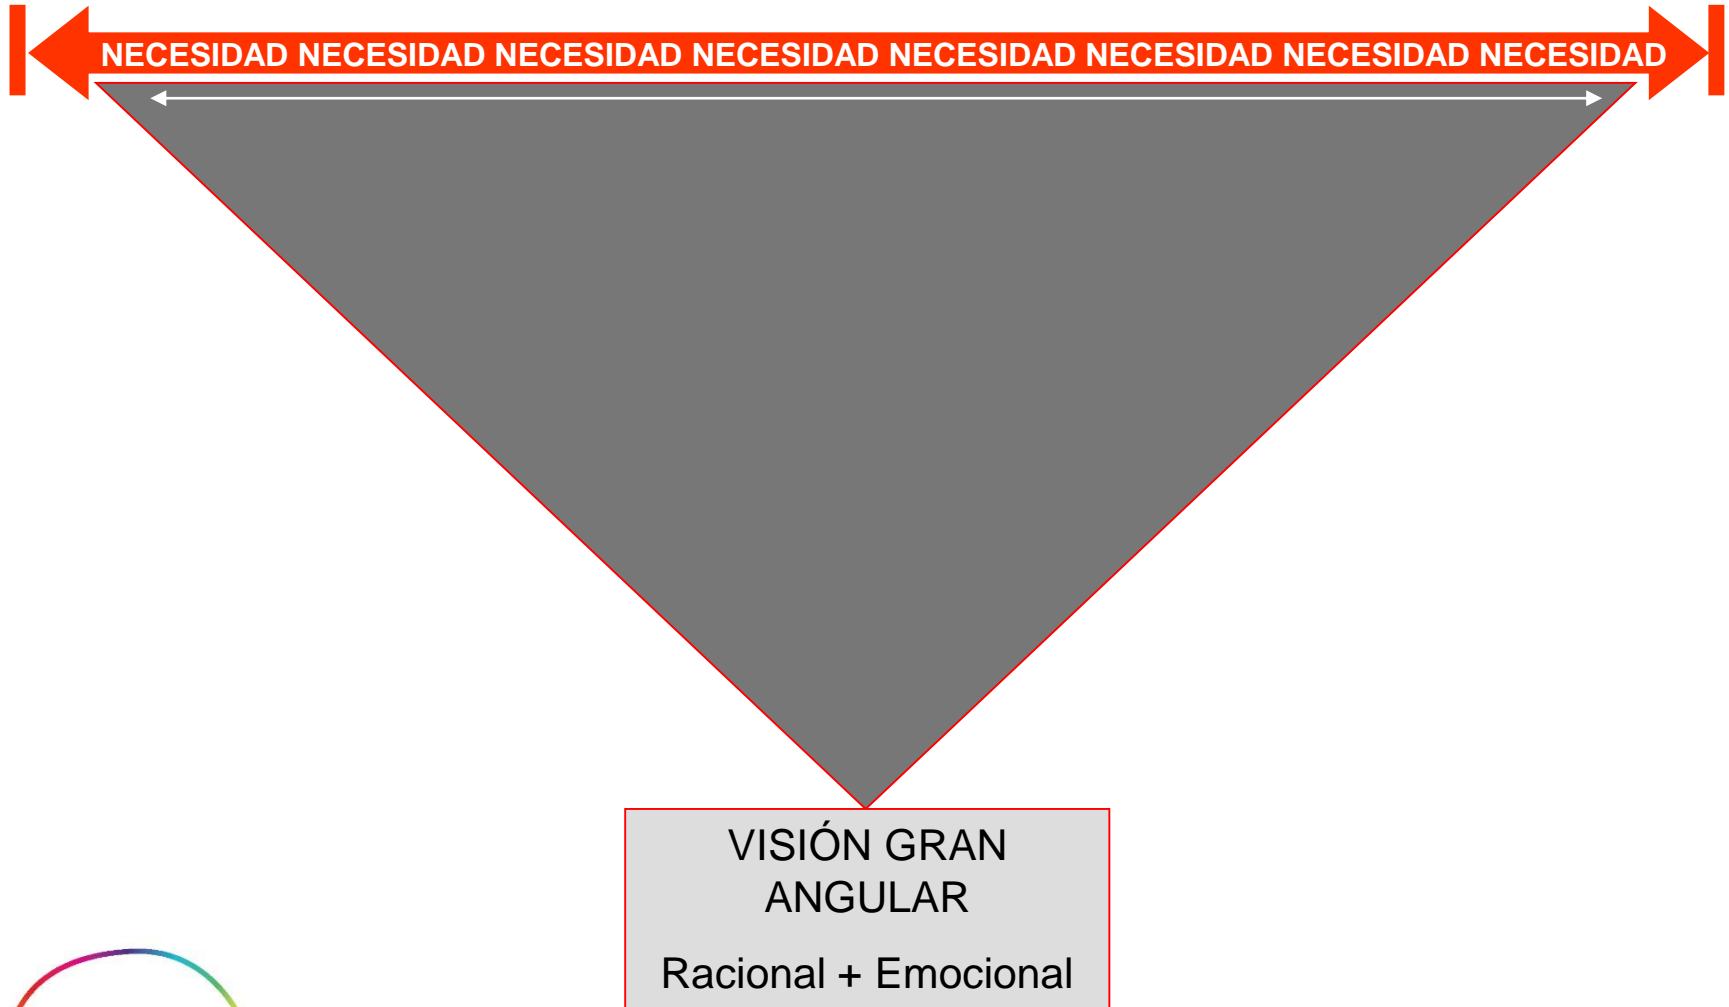 NECESIDAD NECESIDAD NECESIDAD NECESIDAD NECESIDAD NECESIDAD NECESIDAD NECESIDAD
VISIÓN GRAN
ANGULAR
Racional + Emocional